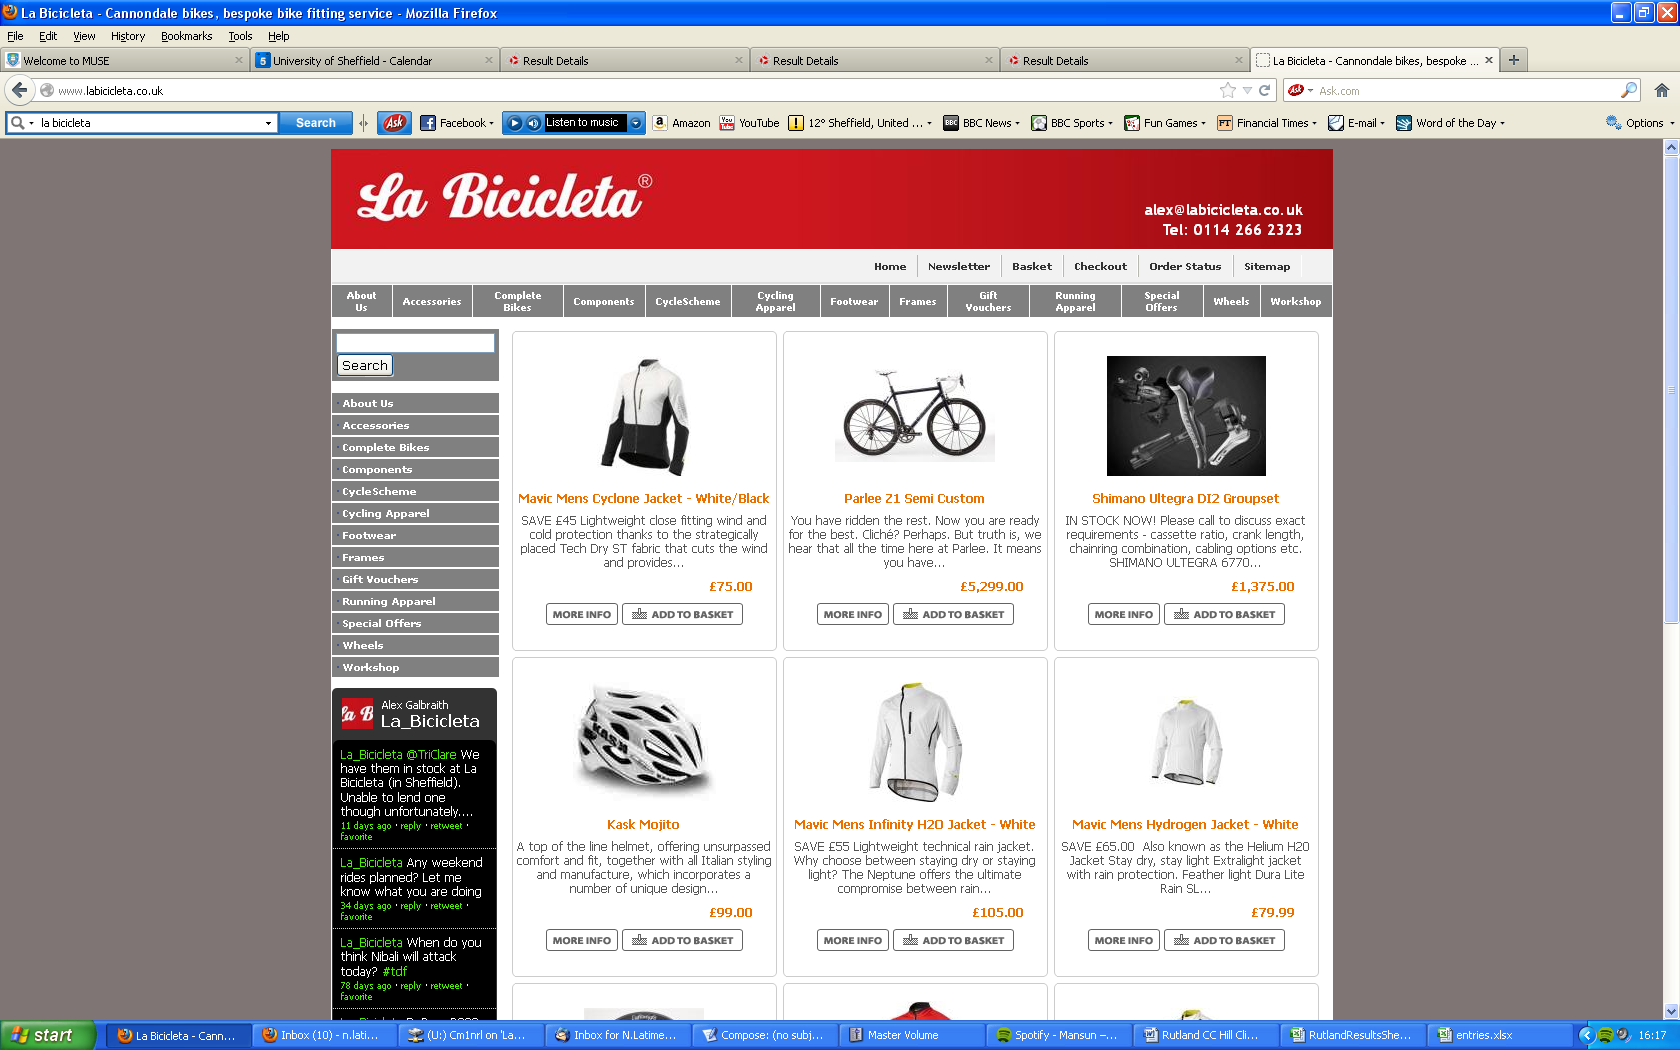 La Bicicleta - Cannondale bikes, bespoke bike fitting service - Mozilla Firefox
File Edit View History Bookmarks Tools Help
Welcome to MUSE
5 University of Sheffield - Calendar
Result Details
Result Details
Result Details
La Bicicleta - Cannondale bikes, bespoke ...
www.labicicleta.co.uk
Ask Ask.com
la bicicleta Search Ask Facebook Listen to music Amazon YouTube 12° Sheffield, United ... BBC News BBC Sports Fun Games FT Financial Times E-mail Word of the Day Options
La Bicicleta®
alex@labicicleta.co.uk
Tel: 0114 266 2323
Home Newsletter Basket Checkout Order Status Sitemap
About Us
Accessories
Complete Bikes
Components
CycleScheme
Cycling Apparel
Footwear
Frames
Gift Vouchers
Running Apparel
Special Offers
Wheels
Workshop
Search
About Us
Accessories
Complete Bikes
Components
CycleScheme
Cycling Apparel
Footwear
Frames
Gift Vouchers
Running Apparel
Special Offers
Wheels
Workshop
Alex Galbraith
La_Bicicleta
La_Bicicleta @TriClare We
have them in stock at La
Bicicleta (in Sheffield).
Unable to lend one
though unfortunately....
11 days ago · reply · retweet ·
favorite
La_Bicicleta Any weekend
rides planned? Let me
know what you are doing
34 days ago · reply · retweet ·
favorite
La_Bicicleta When do you
think Nibali will attack
today? #tdf
78 days ago · reply · retweet ·
favorite
Mavic Mens Cyclone Jacket - White/Black
SAVE £45 Lightweight close fitting wind and
cold protection thanks to the strategically
placed Tech Dry ST fabric that cuts the wind
and provides...
£75.00
MORE INFO ADD TO BASKET
Parlee Z1 Semi Custom
You have ridden the rest. Now you are ready
for the best. Cliché? Perhaps. But truth is, we
hear that all the time here at Parlee. It means
you have...
£5,299.00
MORE INFO ADD TO BASKET
Shimano Ultegra DI2 Groupset
IN STOCK NOW! Please call to discuss exact
requirements - cassette ratio, crank length,
chainring combination, cabling options etc.
SHIMANO ULTEGRA 6770...
£1,375.00
MORE INFO ADD TO BASKET
KASK
Kask Mojito
A top of the line helmet, offering unsurpassed
comfort and fit, together with all Italian styling
and manufacture, which incorporates a
number of unique design...
£99.00
MORE INFO ADD TO BASKET
Mavic Mens Infinity H2O Jacket - White
SAVE £55 Lightweight technical rain jacket.
Why choose between staying dry or staying
light? The Neptune offers the ultimate
compromise between rain...
£105.00
MORE INFO ADD TO BASKET
Mavic Mens Hydrogen Jacket - White
SAVE £65.00 Also known as the Helium H20
Jacket Stay dry, stay light Extralight jacket
with rain protection. Feather light Dura Lite
Rain SL...
£79.99
MORE INFO ADD TO BASKET
start
La Bicicleta - Cann...
Inbox (10) - n.lati...
(U:) Cm1nrl on 'La...
Inbox for N.Latime...
Compose: (no subj...
Master Volume
Spotify - Mansun –...
Rutland CC Hill Cli...
RutlandResultsShe...
entries.xlsx
16:17